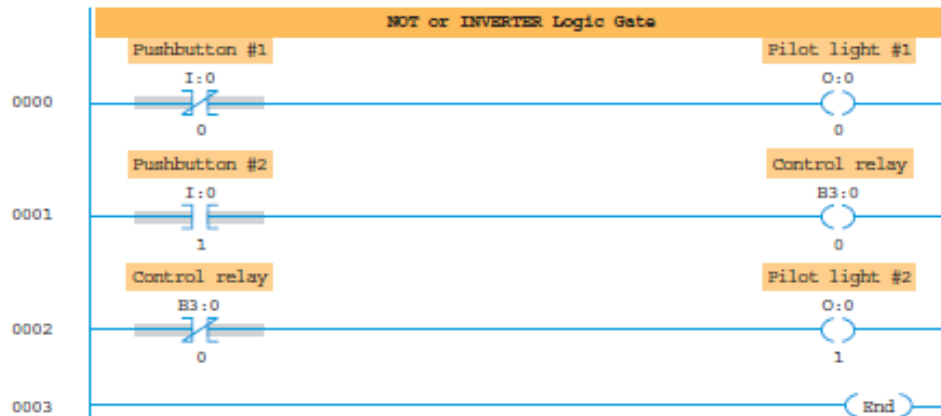 NOT or INVERTER Logic Gate
Pushbutton #1 Pilot light #1
I:0 O:0
0000
0 0
Pushbutton #2 Control relay
I:0 B3:0
0001
1 0
Control relay Pilot light #2
B3:0 O:0
0002
0 1
0003 End